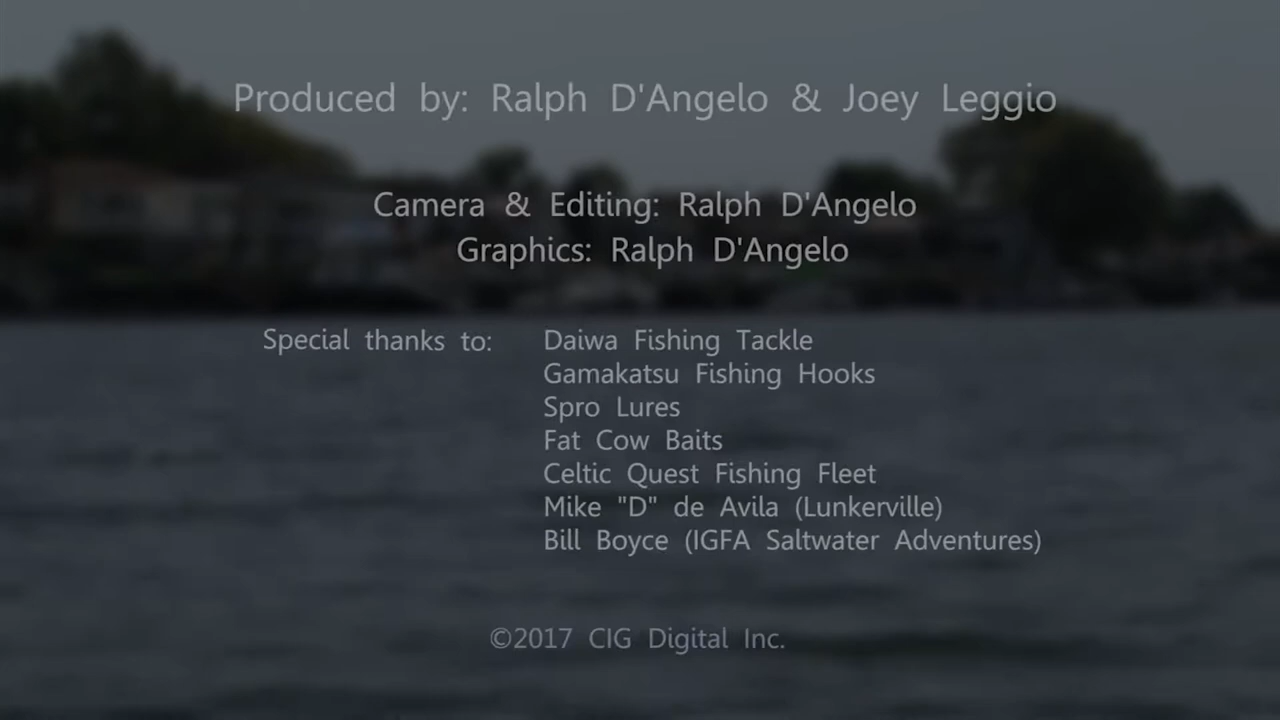 Produced by: Ralph D'Angelo & Joey Leggio
Camera & Editing: Ralph D'Angelo
Graphics: Ralph D'Angelo
Special thanks to: Daiwa Fishing Tackle
Gamakatsu Fishing Hooks
Spro Lures
Fat Cow Baits
Celtic Quest Fishing Fleet
Mike "D" de Avila (Lunkerville)
Bill Boyce (IGFA Saltwater Adventures)
©2017 CIG Digital Inc.